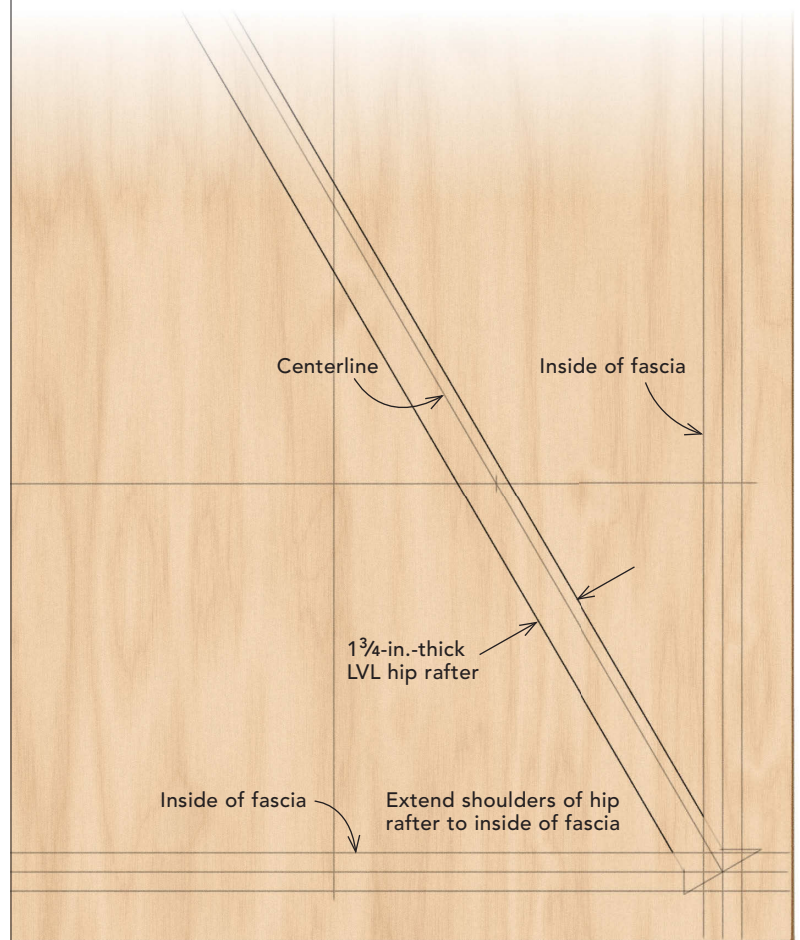 Centerline
Inside of fascia
1¾-in.-thick
LVL hip rafter
Inside of fascia
Extend shoulders of hip
rafter to inside of fascia